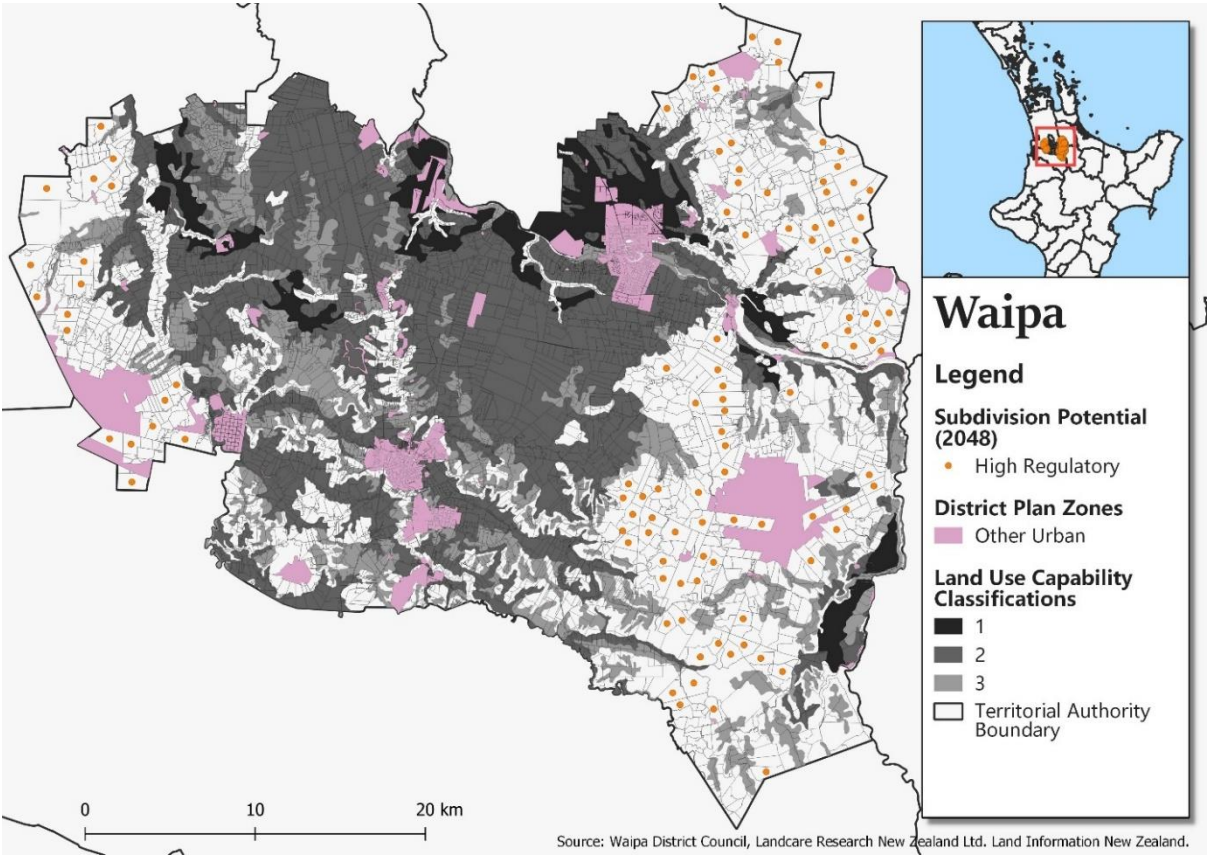 Waipa
Legend
Subdivision Potential
(2048)
High Regulatory
District Plan Zones
Other Urban
Land Use Capability
Classifications
1
2
3
Territorial Authority
Boundary
0 10 20 km
Source: Waipa District Council, Landcare Research New Zealand Ltd. Land Information New Zealand.